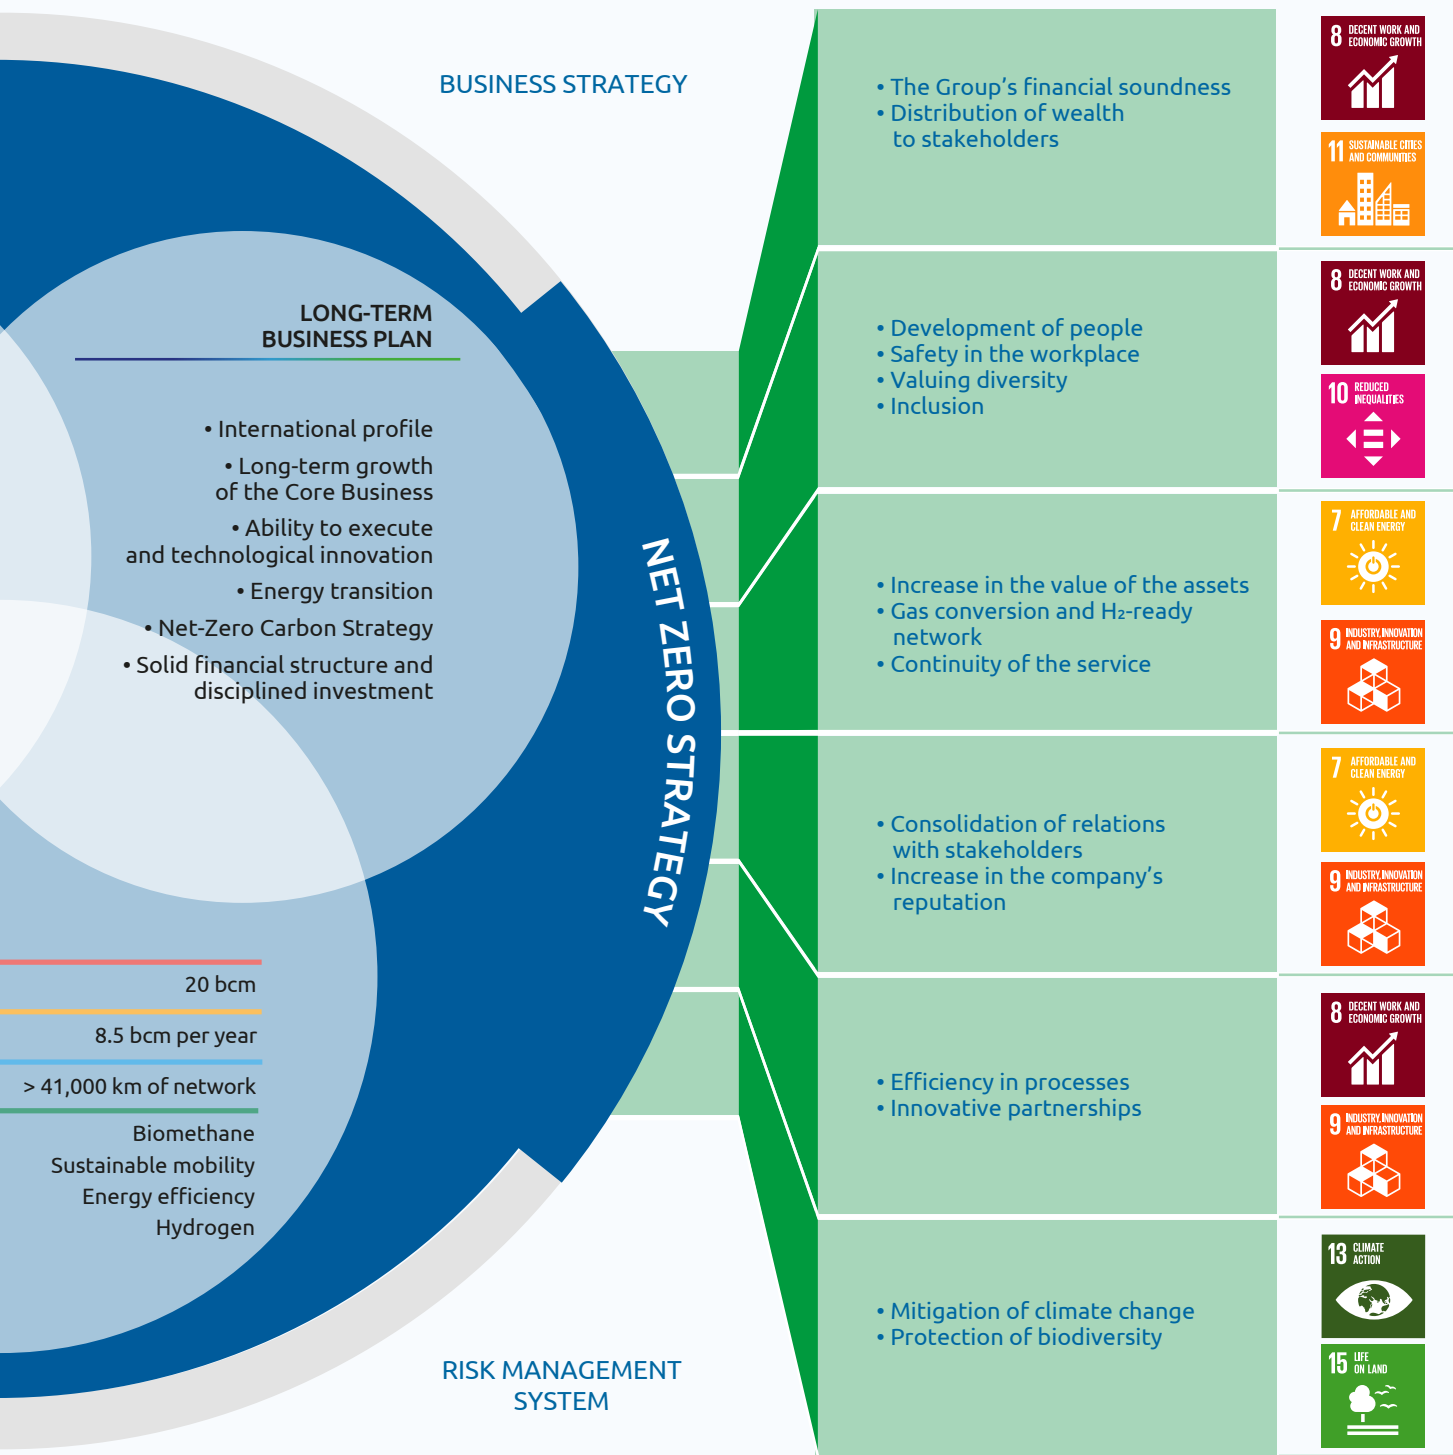 BUSINESS STRATEGY
LONG-TERM
BUSINESS PLAN
• International profile
• Long-term growth
of the Core Business
• Ability to execute
and technological innovation
• Energy transition
• Net-Zero Carbon Strategy
• Solid financial structure and
disciplined investment
20 bcm
8.5 bcm per year
> 41,000 km of network
Biomethane
Sustainable mobility
Energy efficiency
Hydrogen
NET ZERO STRATEGY
RISK MANAGEMENT
SYSTEM
• The Group's financial soundness
• Distribution of wealth
to stakeholders
8 DECENT WORK AND
ECONOMIC GROWTH
11 SUSTAINABLE CITIES
AND COMMUNITIES
• Development of people
• Safety in the workplace
• Valuing diversity
• Inclusion
8 DECENT WORK AND
ECONOMIC GROWTH
10 REDUCED
INEQUALITIES
• Increase in the value of the assets
• Gas conversion and H₂-ready
network
• Continuity of the service
7 AFFORDABLE AND
CLEAN ENERGY
9 INDUSTRY, INNOVATION
AND INFRASTRUCTURE
• Consolidation of relations
with stakeholders
• Increase in the company's
reputation
7 AFFORDABLE AND
CLEAN ENERGY
9 INDUSTRY, INNOVATION
AND INFRASTRUCTURE
• Efficiency in processes
• Innovative partnerships
8 DECENT WORK AND
ECONOMIC GROWTH
9 INDUSTRY, INNOVATION
AND INFRASTRUCTURE
• Mitigation of climate change
• Protection of biodiversity
13 CLIMATE
ACTION
15 LIFE
ON LAND